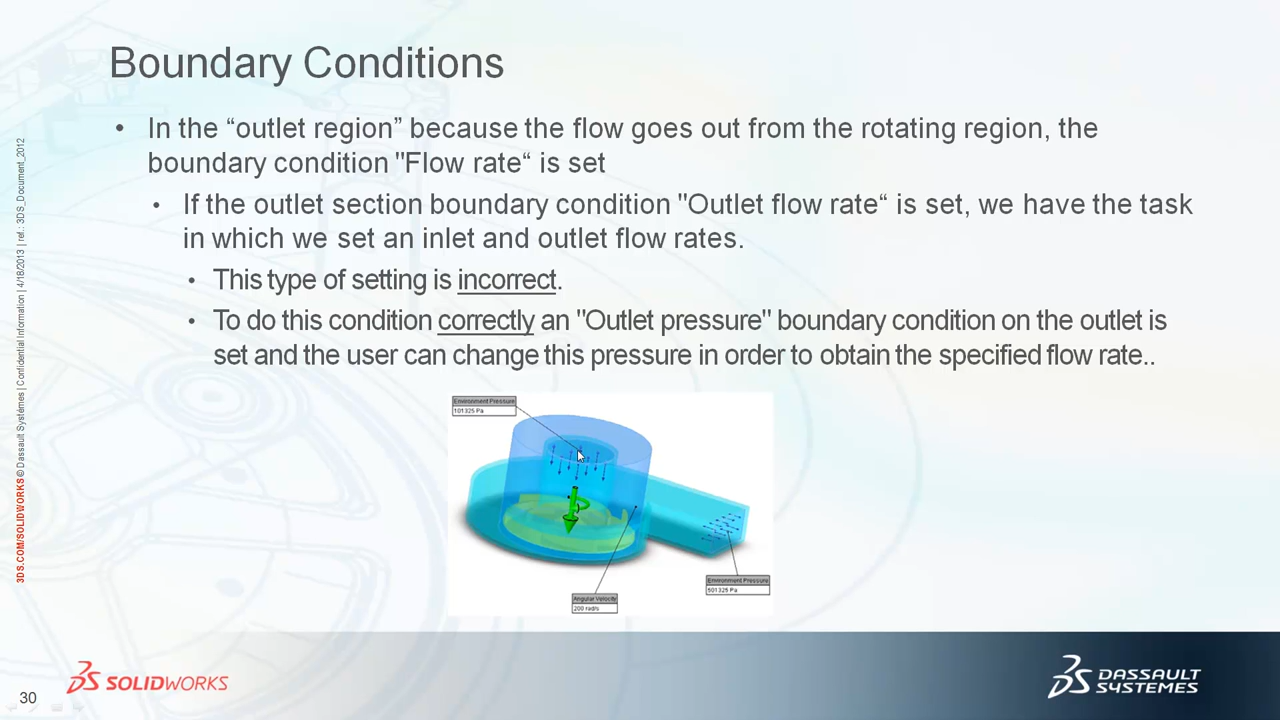 Boundary Conditions
• In the “outlet region” because the flow goes out from the rotating region, the
boundary condition "Flow rate“ is set
• If the outlet section boundary condition "Outlet flow rate“ is set, we have the task
in which we set an inlet and outlet flow rates.
• This type of setting is incorrect.
• To do this condition correctly an "Outlet pressure" boundary condition on the outlet is
set and the user can change this pressure in order to obtain the specified flow rate..
Environment Pressure
101325 Pa
Environment Pressure
501325 Pa
Angular Velocity
200 rad/s
3DS.COM/SOLIDWORKS © Dassault Systèmes | Confidential Information | 4/18/2013 | ref.: 3DS_Document_2012
30
SOLIDWORKS
DASSAULT
SYSTEMES